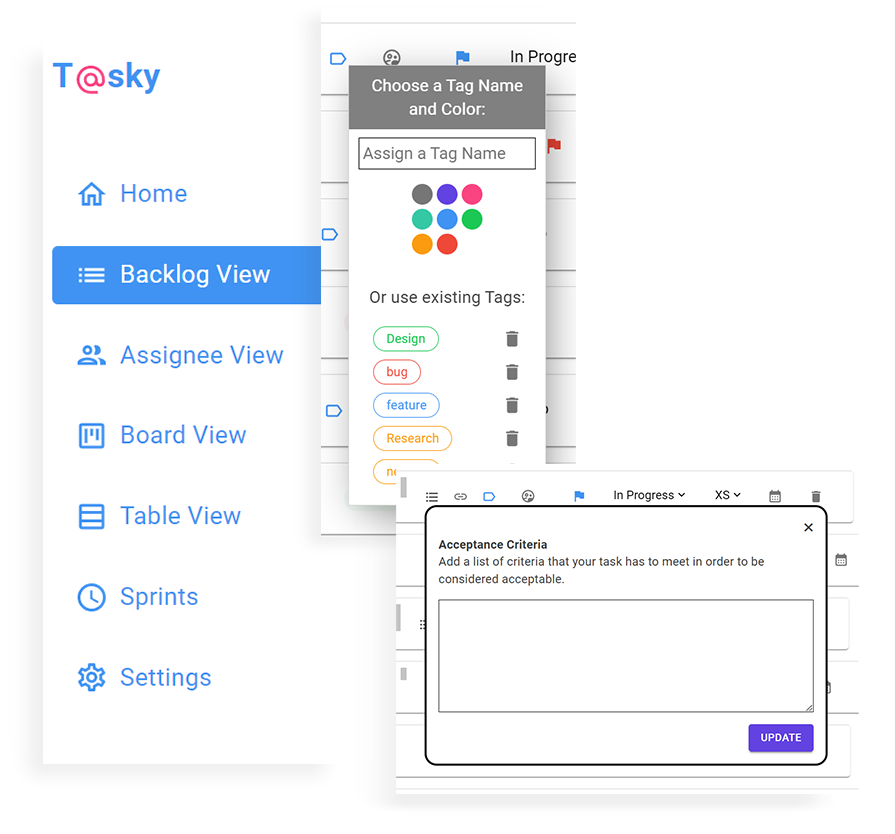 T@sky
Home
Backlog View
Assignee View
Board View
Table View
Sprints
Settings
In Progre
Choose a Tag Name
and Color:
Assign a Tag Name
Or use existing Tags:
Design
bug
feature
Research
In Progress
XS
Acceptance Criteria
Add a list of criteria that your task has to meet in order to be
considered acceptable.
UPDATE